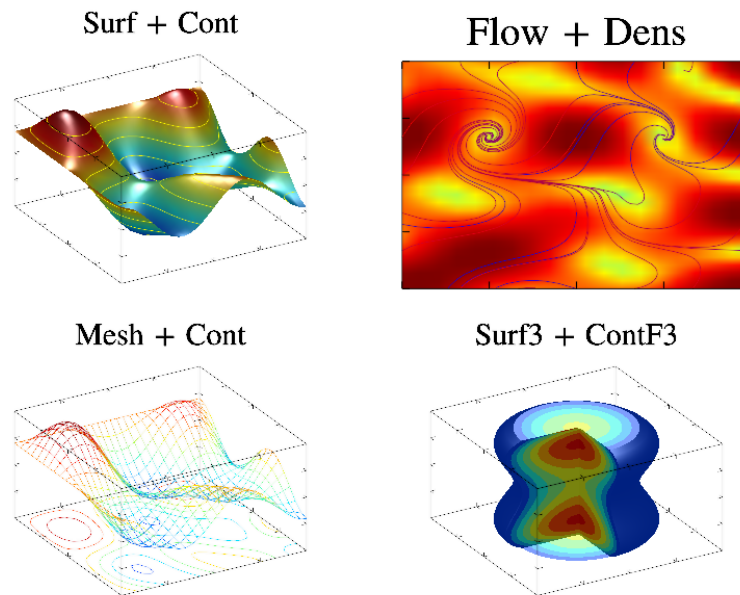 Surf + Cont
Flow + Dens
Mesh + Cont
Surf3 + ContF3